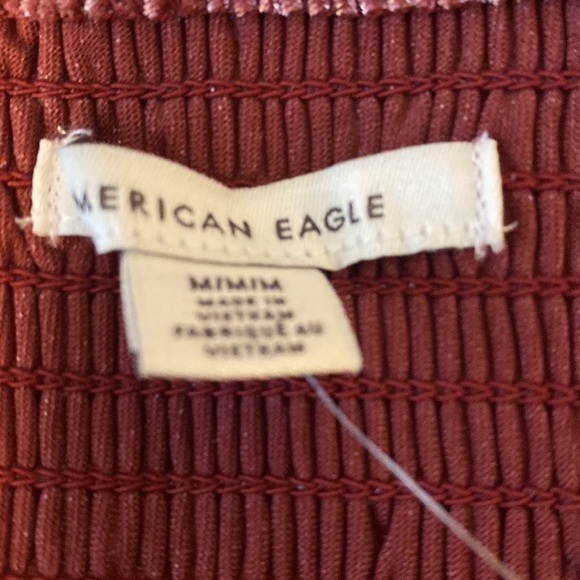 MERICAN EAGLE
M/M/M
MADE IN
VIETNAM
FABRIQUÉ AU
VIETNAM